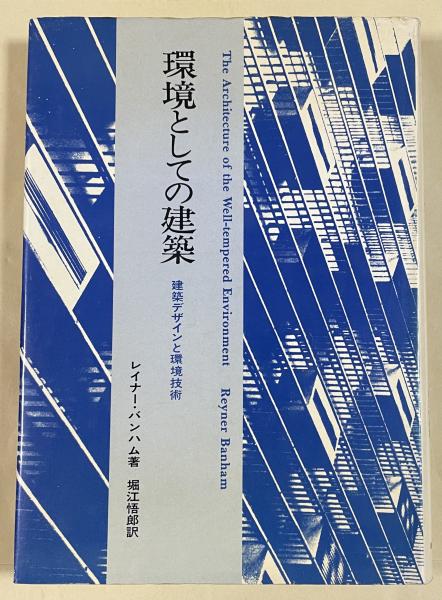 The Architecture of the Well-tempered Environment Reyner Banham
環境としての建築
建築デザインと環境技術
レイナー・バンハム著 堀江悟郎訳